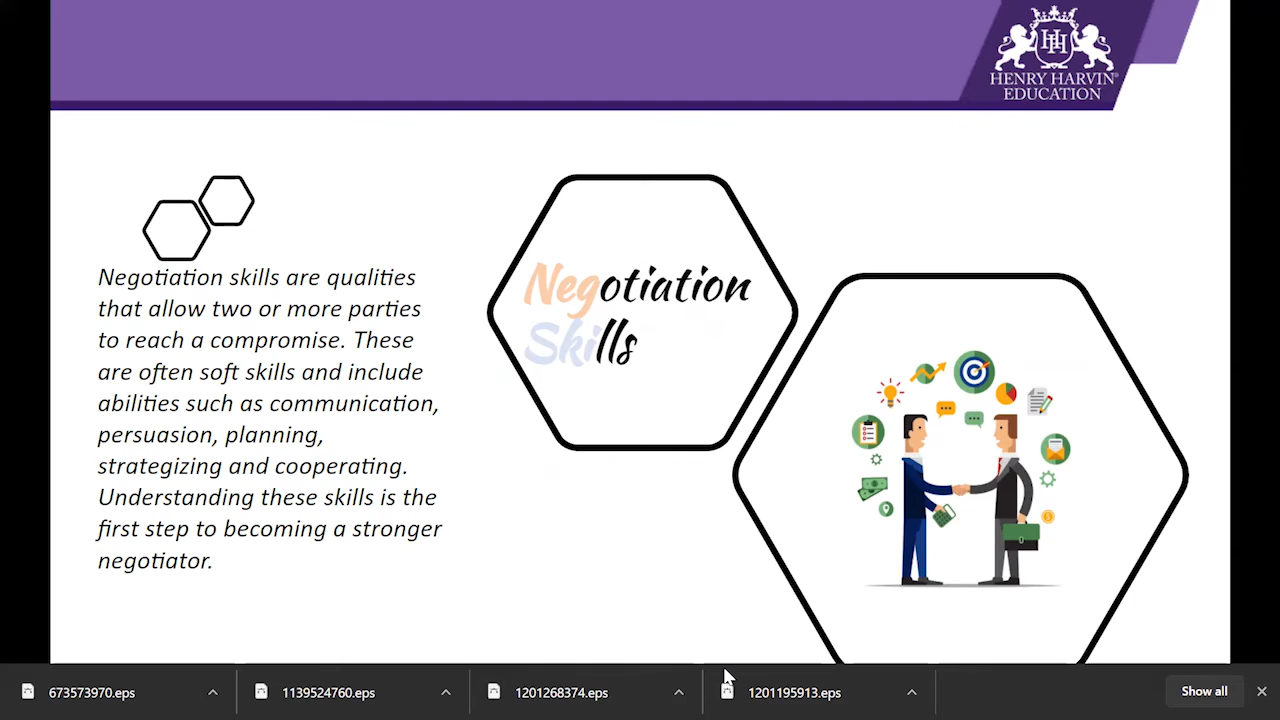 HENRY HARVIN®
EDUCATION
Negotiation skills are qualities
that allow two or more parties
to reach a compromise. These
are often soft skills and include
abilities such as communication,
persuasion, planning,
strategizing and cooperating.
Understanding these skills is the
first step to becoming a stronger
negotiator.
Negotiation
Skills
673573970.eps
1139524760.eps
1201268374.eps
1201195913.eps
Show all